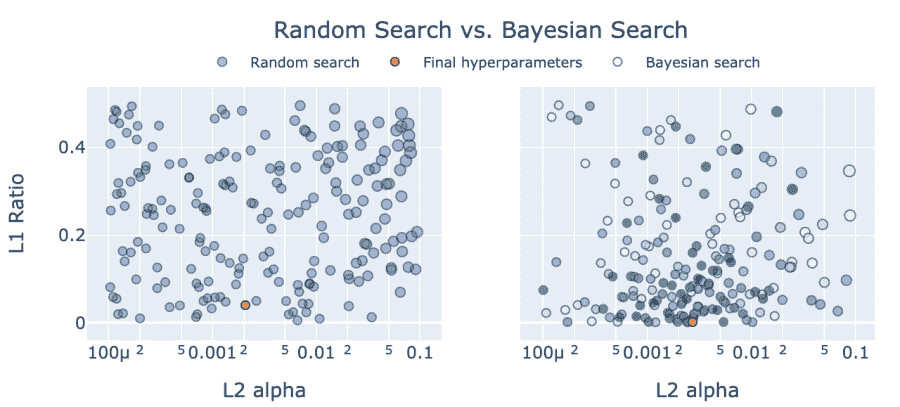 Random Search vs. Bayesian Search
Random search Final hyperparameters Bayesian search
L1 Ratio
0.4
0.2
0
100μ 2 5 0.001 2 5 0.01 2 5 0.1
100μ 2 5 0.001 2 5 0.01 2 5 0.1
L2 alpha
L2 alpha